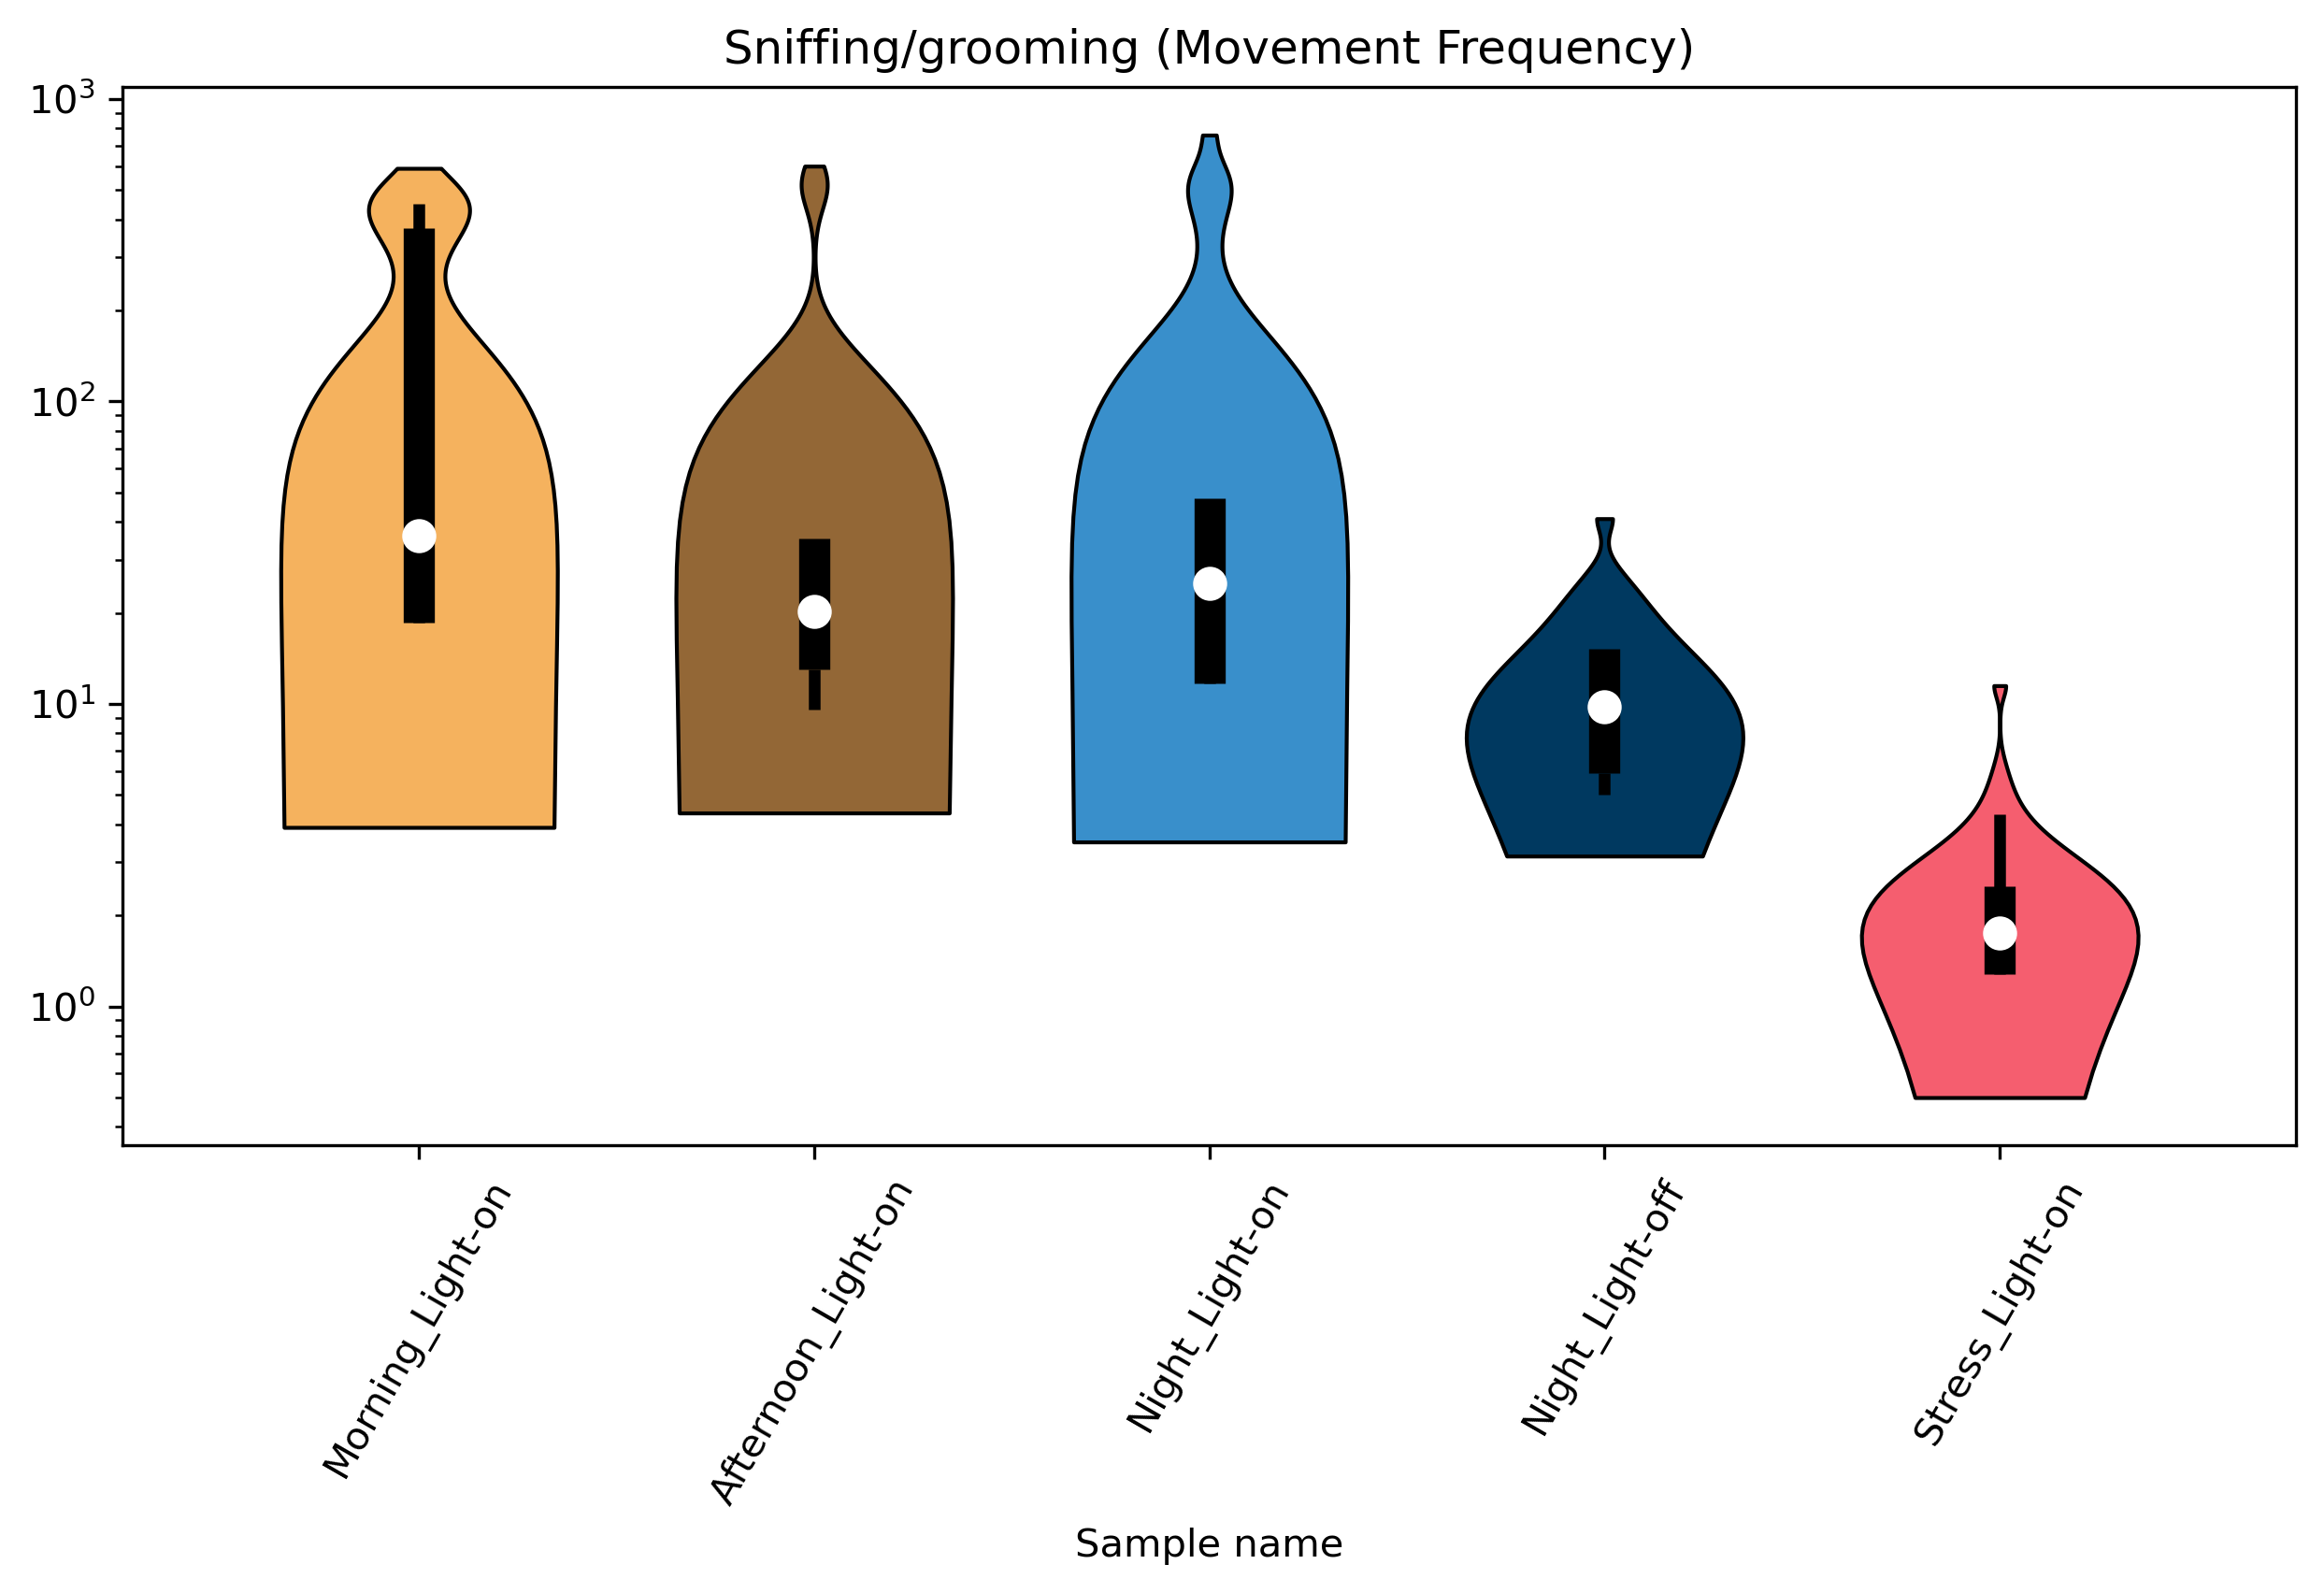 Sniffing/grooming (Movement Frequency)
10³
10²
10¹
10⁰
Morning_Light-on
Afternoon_Light-on
Night_Light-on
Night_Light-off
Stress_Light-on
Sample name